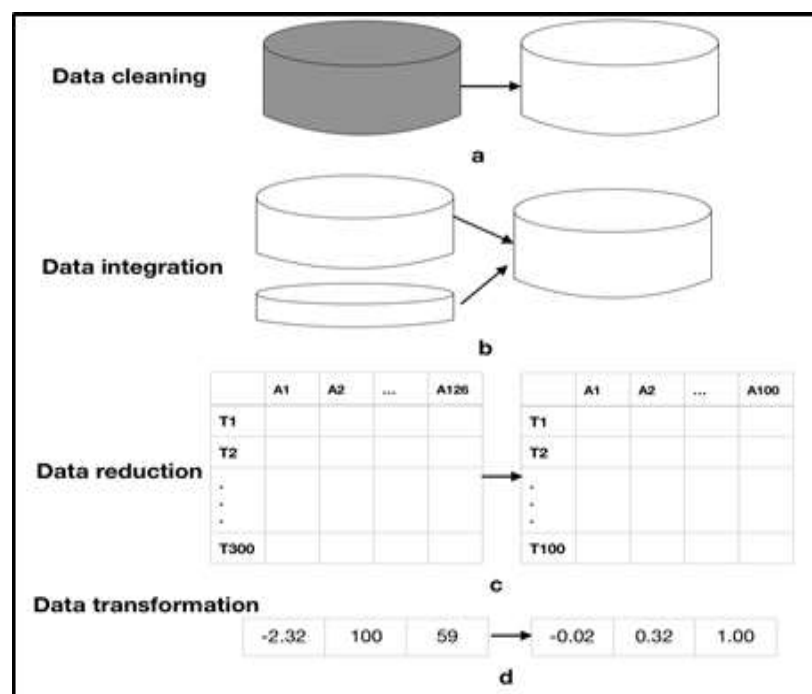 Data cleaning
a
Data integration
b
A1 A2 ... A126
T1
T2
.
.
.
T300
A1 A2 ... A100
T1
T2
.
.
.
T100
Data reduction
c
Data transformation
-2.32 100 59
-0.02 0.32 1.00
d